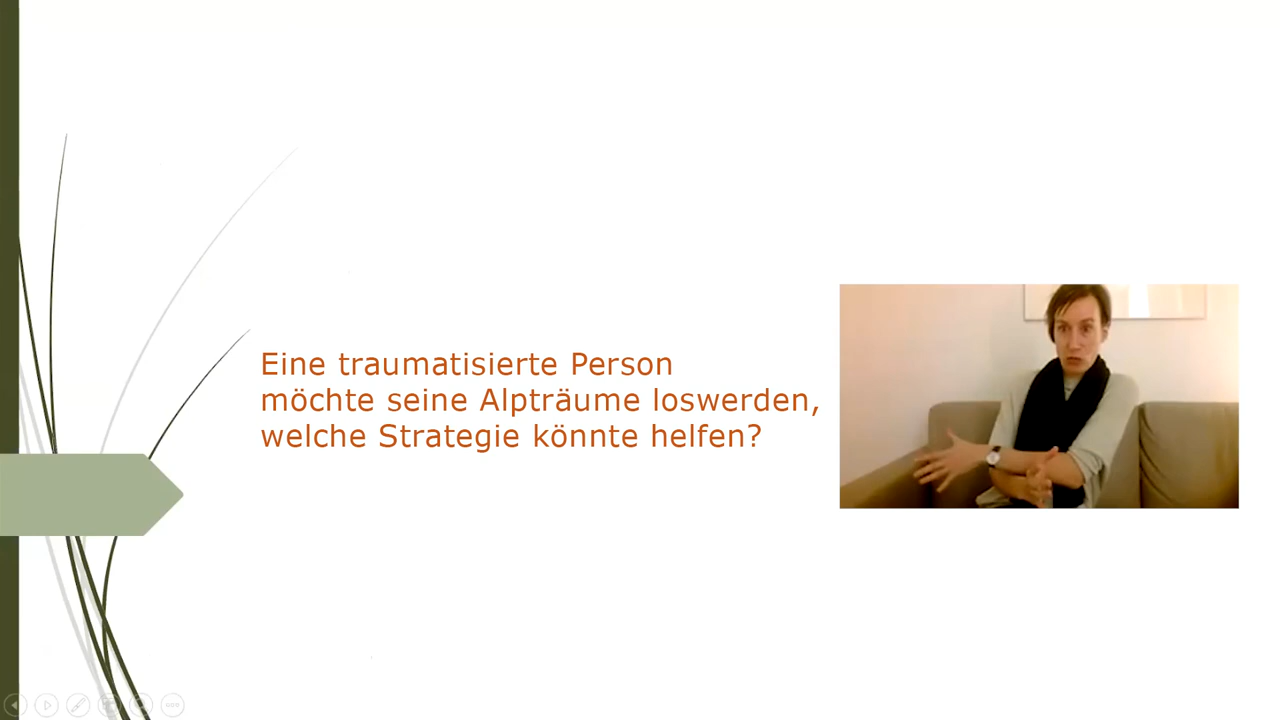 Eine traumatisierte Person
möchte seine Alpträume loswerden,
welche Strategie könnte helfen?